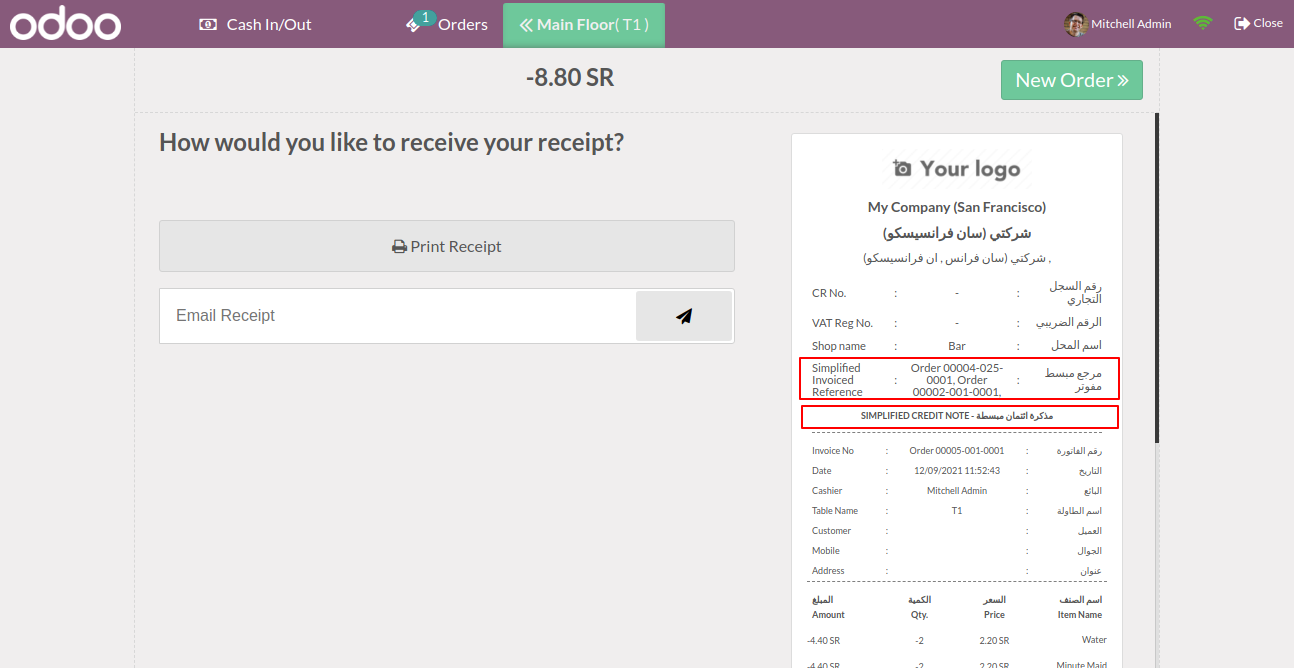 odoo Cash In/Out 1 Orders Main Floor( T1 ) Mitchell Admin Close
-8.80 SR
New Order
How would you like to receive your receipt?
Print Receipt
Email Receipt
Your logo
My Company (San Francisco)
شركتي (سان فرانسيسكو)
, شركتي (سان فرانس , ان فرانسيسكو)
CR No. : - : رقم السجل
التجاري
VAT Reg No. : - : الرقم الضريبي
Shop name : Bar : اسم المحل
Simplified Order 00004-025-
Invoiced : 0001, Order : مرجع مبسط
Reference 00002-001-0001, مفوتر
SIMPLIFIED CREDIT NOTE - مذكرة ائتمان مبسطة
Invoice No : Order 00005-001-0001 : رقم الفاتورة
Date : 12/09/2021 11:52:43 : التاريخ
Cashier : Mitchell Admin : البائع
Table Name : T1 : اسم الطاولة
Customer : : العميل
Mobile : : الجوال
Address : : عنوان
المبلغ الكمية السعر اسم الصنف
Amount Qty. Price Item Name
-4.40 SR -2 2.20 SR Water
-4.40 SR -2 2.20 SR Minute Maid